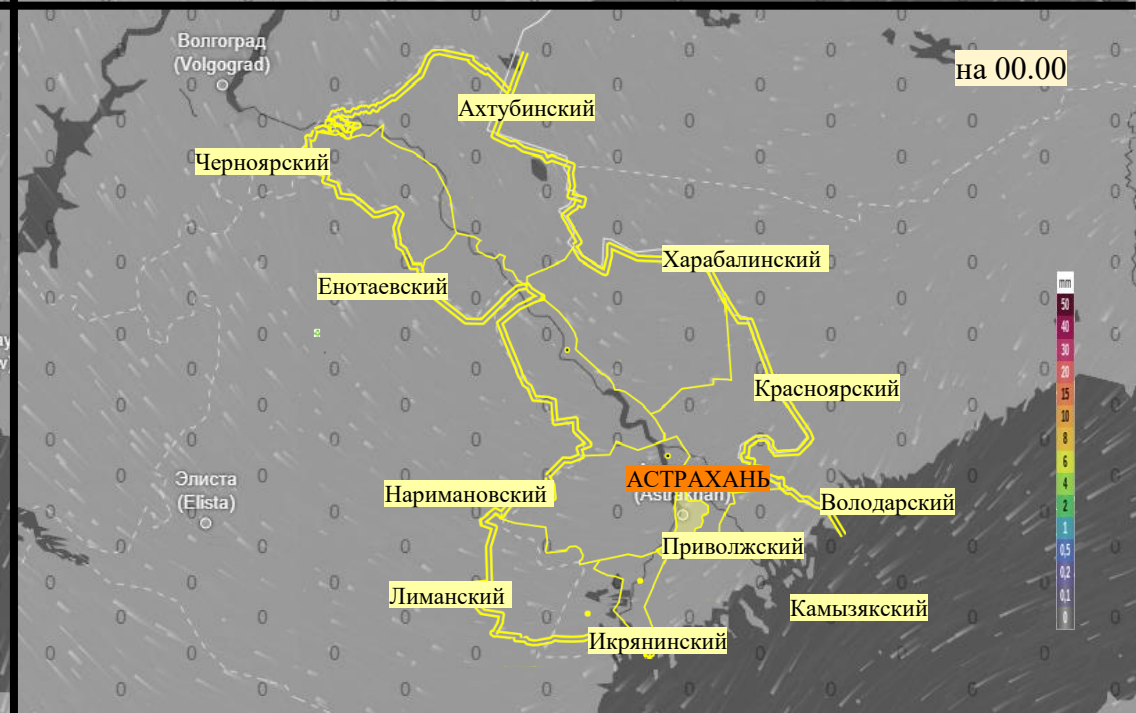 Волгоград
(Volgograd)
на 00.00
Ахтубинский
Черноярский
Харабалинский
Енотаевский
mm
50
40
30
20
15
10
8
6
4
2
1
0,5
0,2
0,1
0
Красноярский
Элиста
(Elista)
АСТРАХАНЬ
(Astrakhan)
Наримановский
Володарский
Приволжский
Лиманский
Камызякский
Икрянинский